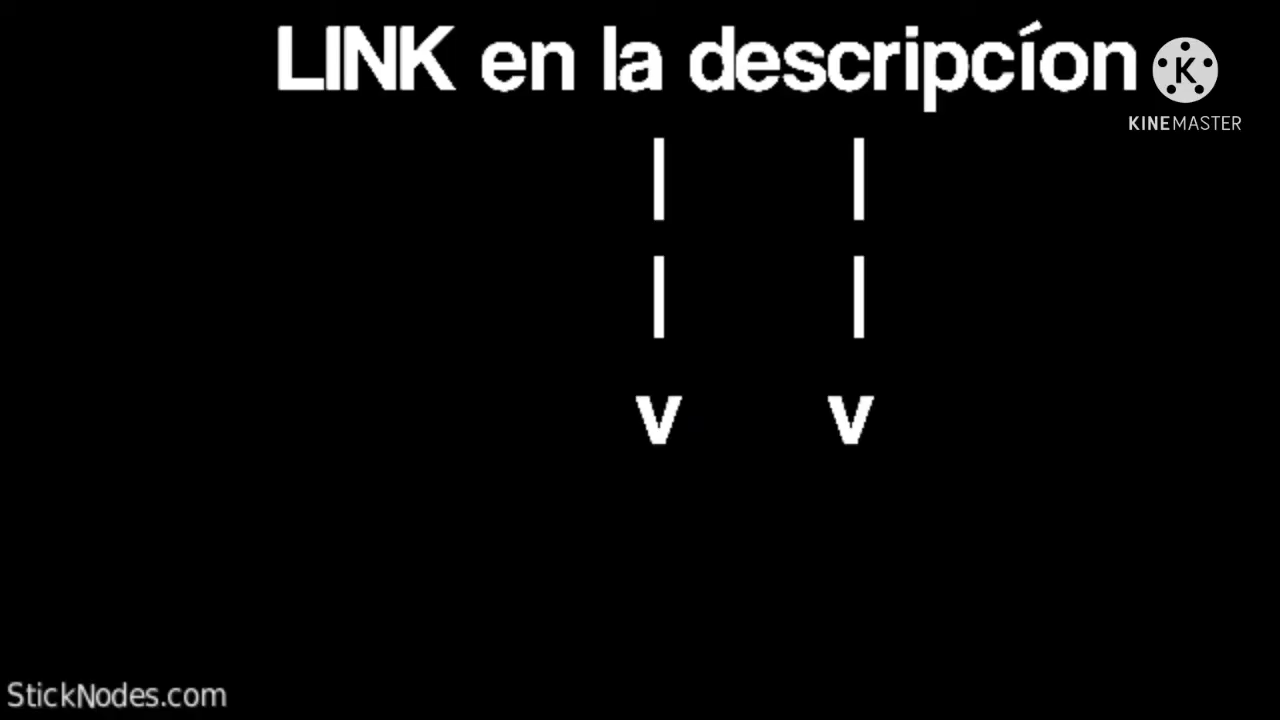 LINK en la descripcíon
K
KINEMASTER
| |
| |
v v
StickNodes.com